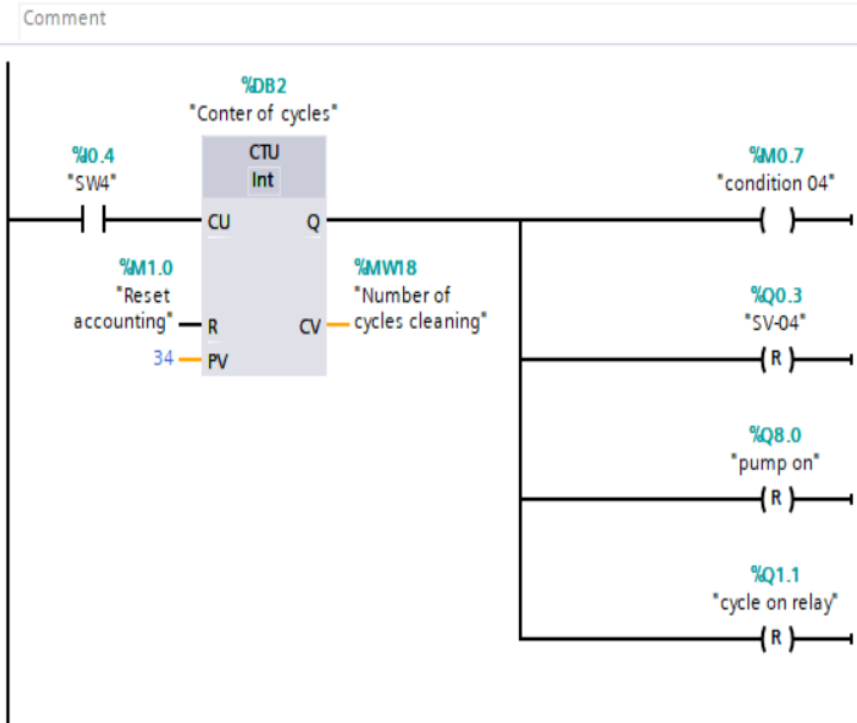 Comment
%DB2
"Conter of cycles"
%I0.4
"SW4"
CTU
Int
CU
Q
%M1.0
"Reset
accounting"
R
34
PV
%MW18
"Number of
cycles cleaning"
CV
%M0.7
"condition 04"
%Q0.3
"SV-04"
R
%Q8.0
"pump on"
R
%Q1.1
"cycle on relay"
R